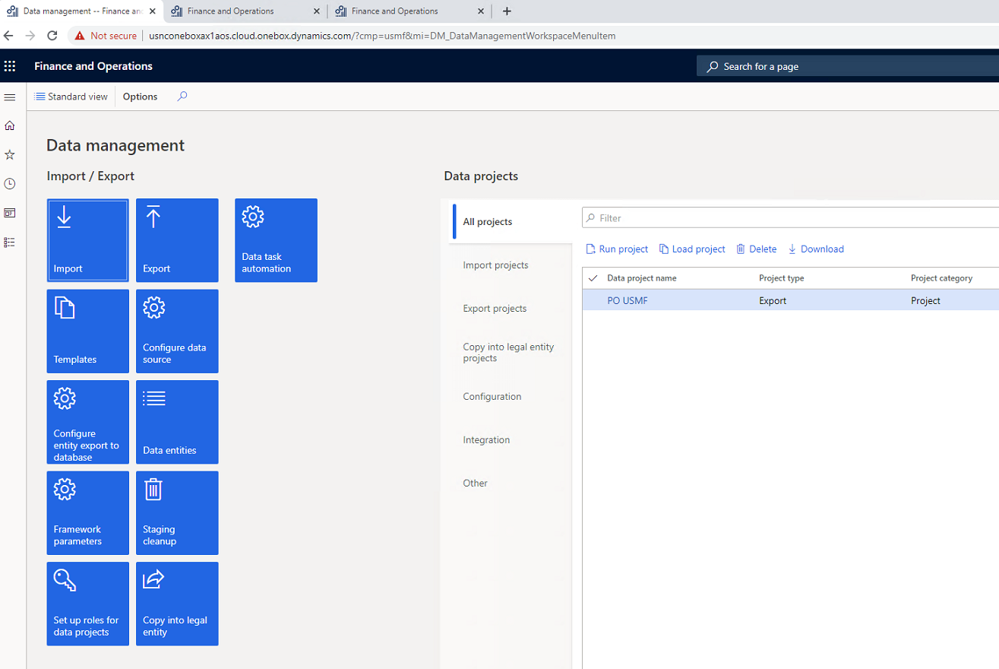 Data management -- Finance an
Finance and Operations
Finance and Operations
Not secure
usnconeboxax1aos.cloud.onebox.dynamics.com/?cmp=usmf&mi=DM_DataManagementWorkspaceMenuItem
Finance and Operations
Search for a page
Standard view
Options
Data management
Import / Export
Import
Export
Data task
automation
Templates
Configure data
source
Configure
entity export to
database
Data entities
Framework
parameters
Staging
cleanup
Set up roles for
data projects
Copy into legal
entity
Data projects
All projects
Import projects
Export projects
Copy into legal entity
projects
Configuration
Integration
Other
Filter
Run project
Load project
Delete
Download
Data project name
Project type
Project category
PO USMF
Export
Project